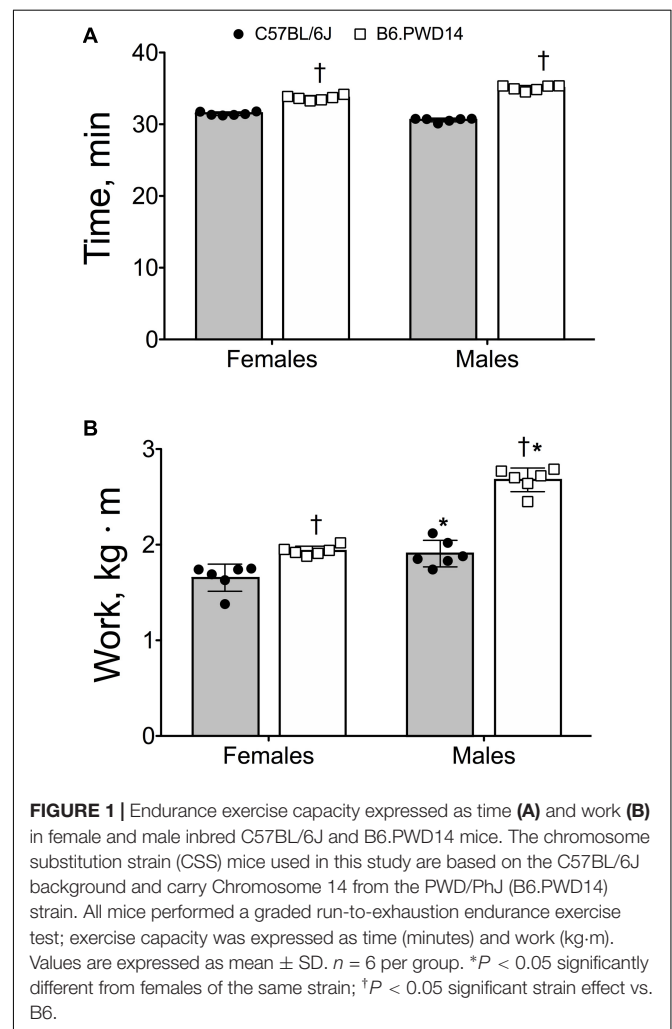 A
● C57BL/6J □ B6.PWD14
40
30
20
10
0
Time, min
†
†
Females
Males
B
3
2
1
0
Work, kg · m
†
*
†*
Females
Males
FIGURE 1 | Endurance exercise capacity expressed as time (A) and work (B)
in female and male inbred C57BL/6J and B6.PWD14 mice. The chromosome
substitution strain (CSS) mice used in this study are based on the C57BL/6J
background and carry Chromosome 14 from the PWD/PhJ (B6.PWD14)
strain. All mice performed a graded run-to-exhaustion endurance exercise
test; exercise capacity was expressed as time (minutes) and work (kg·m).
Values are expressed as mean ± SD. n = 6 per group. *P < 0.05 significantly
different from females of the same strain; †P < 0.05 significant strain effect vs.
B6.